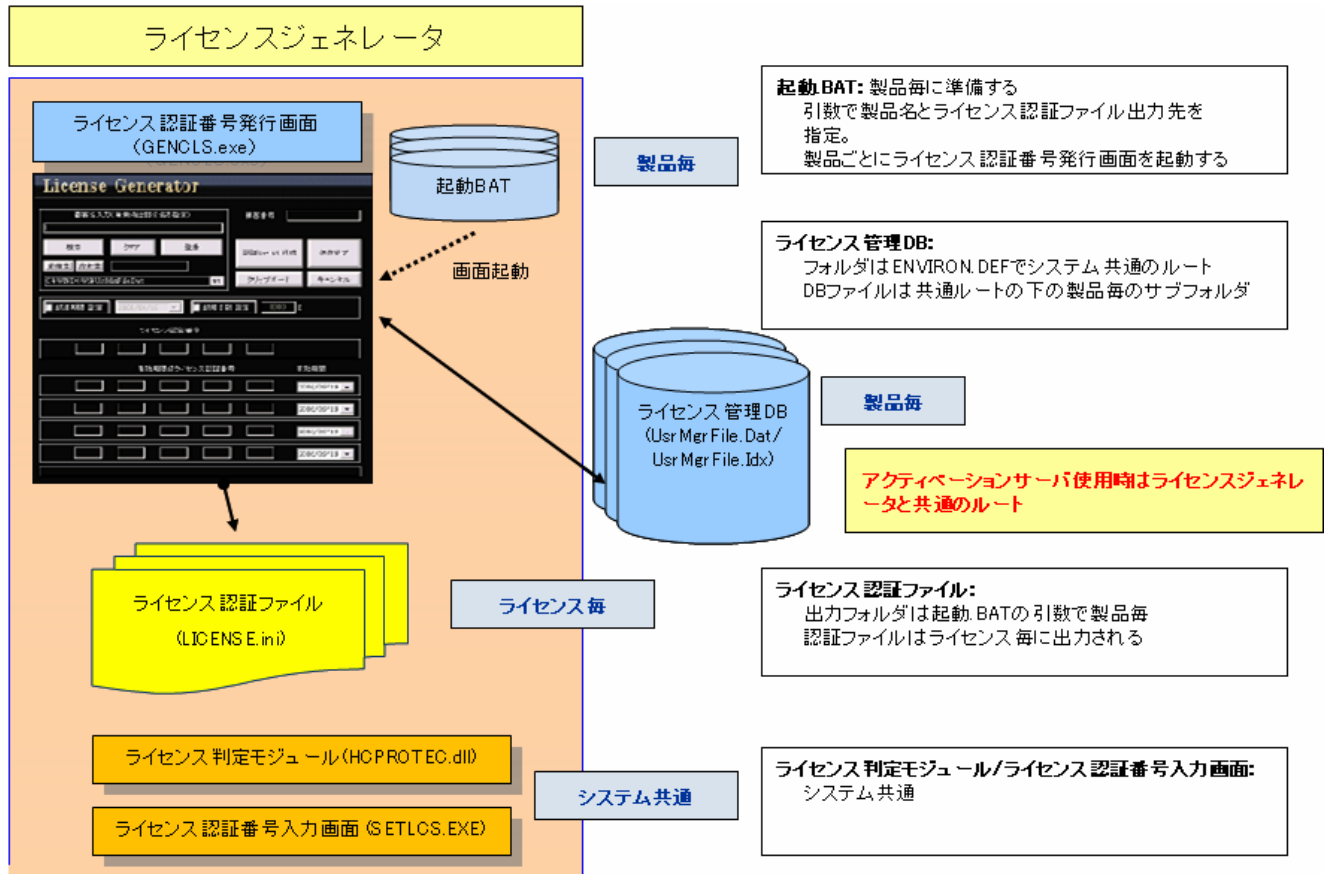 ライセンスジェネレータ
ライセンス認証番号発行画面
(GENCLS.exe)
License Generator
起動BAT
画面起動
製品毎
起動.BAT: 製品毎に準備する
引数で製品名とライセンス認証ファイル出力先を
指定。
製品ごとにライセンス認証番号発行画面を起動する
ライセンス管理DB:
フォルダはENVIRON.DEFでシステム共通のルート
DBファイルは共通ルートの下の製品毎のサブフォルダ
ライセンス管理DB
(UsrMgrFile.Dat/
UsrMgrFile.Idx)
製品毎
アクティベーションサーバ使用時はライセンスジェネレ
ータと共通のルート
ライセンス認証ファイル
(LICENSE.ini)
ライセンス毎
ライセンス認証ファイル:
出力フォルダは起動.BATの引数で製品毎
認証ファイルはライセンス毎に出力される
ライセンス判定モジュール(HCPROTEC.dll)
ライセンス認証番号入力画面(SETLCS.EXE)
システム共通
ライセンス判定モジュール/ライセンス認証番号入力画面:
システム共通